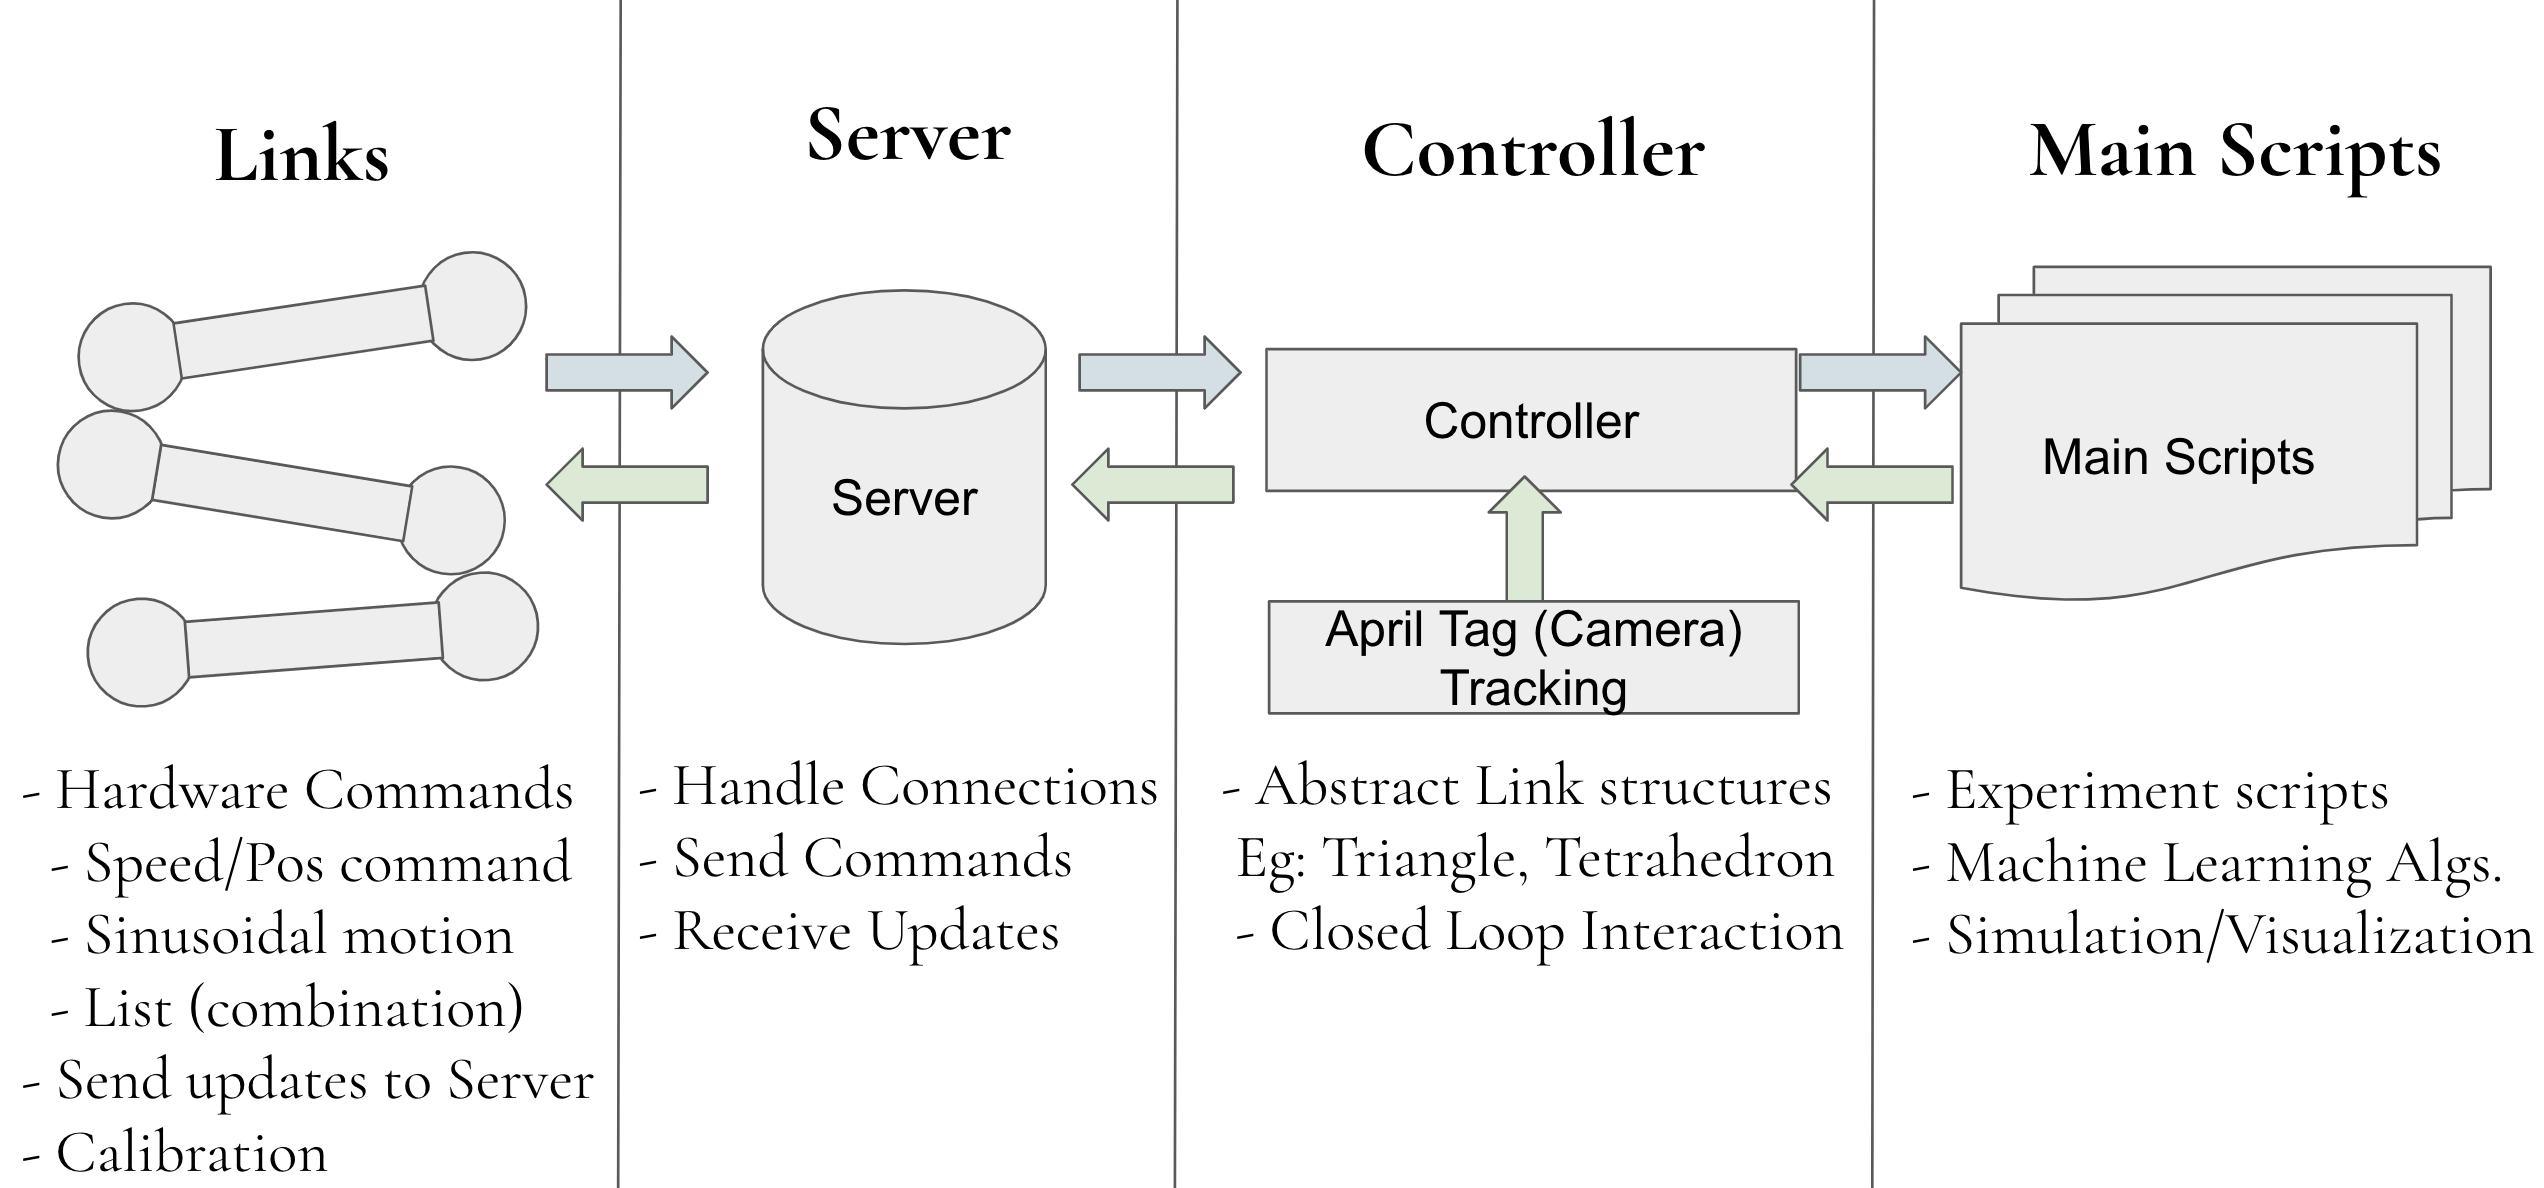 Links
- Hardware Commands
- Speed/Pos command
- Sinusoidal motion
- List (combination)
- Send updates to Server
- Calibration
Server
Server
- Handle Connections
- Send Commands
- Receive Updates
Controller
Controller
April Tag (Camera)
Tracking
- Abstract Link structures
Eg: Triangle, Tetrahedron
- Closed Loop Interaction
Main Scripts
Main Scripts
- Experiment scripts
- Machine Learning Algs.
- Simulation/Visualization